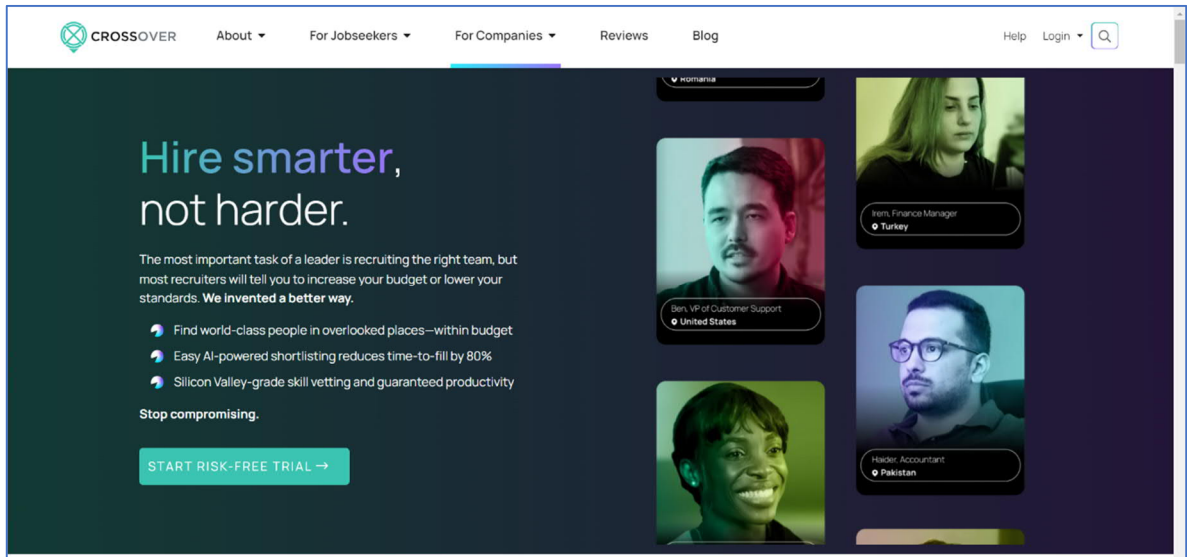 CROSSOVER
About
For Jobseekers
For Companies
Reviews
Blog
Help
Login
Hire smarter,
not harder.
The most important task of a leader is recruiting the right team, but
most recruiters will tell you to increase your budget or lower your
standards. We invented a better way.
Find world-class people in overlooked places—within budget
Easy AI-powered shortlisting reduces time-to-fill by 80%
Silicon Valley-grade skill vetting and guaranteed productivity
Stop compromising.
START RISK-FREE TRIAL →
Romania
Ben, VP of Customer Support
United States
Irem, Finance Manager
Turkey
Haider, Accountant
Pakistan